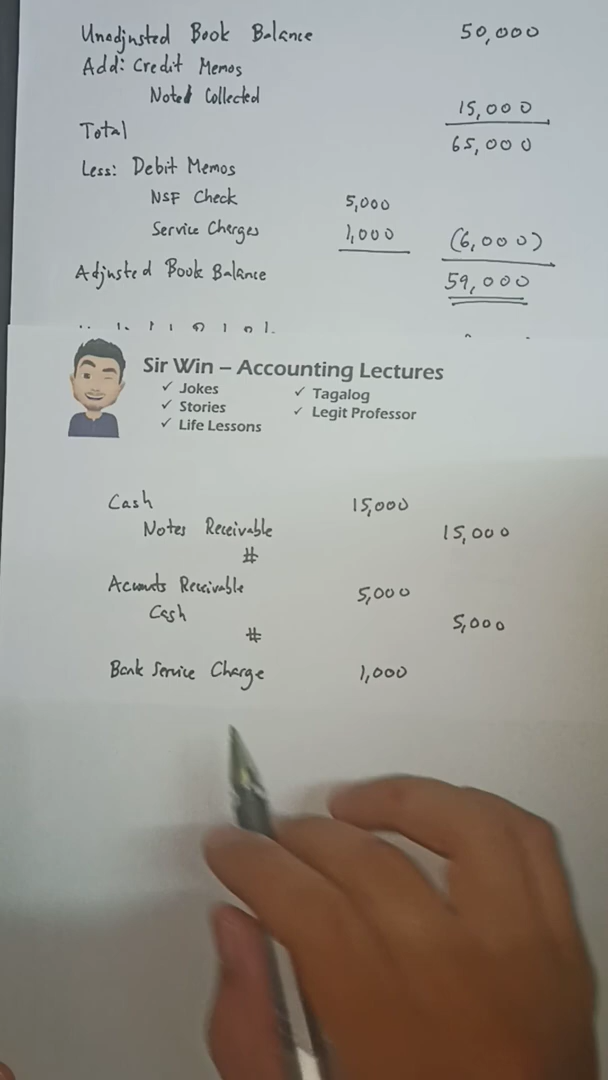 Unadjusted Book Balance 50,000
Add: Credit Memos
Note Collected 15,000
Total 65,000
Less: Debit Memos
NSF Check 5,000
Service Charges 1,000 (6,000)
Adjusted Book Balance 59,000
Sir Win – Accounting Lectures
✓ Jokes ✓ Tagalog
✓ Stories ✓ Legit Professor
✓ Life Lessons
Cash 15,000
Notes Receivable 15,000
#
Accounts Receivable 5,000
Cash 5,000
#
Bank Service Charge 1,000